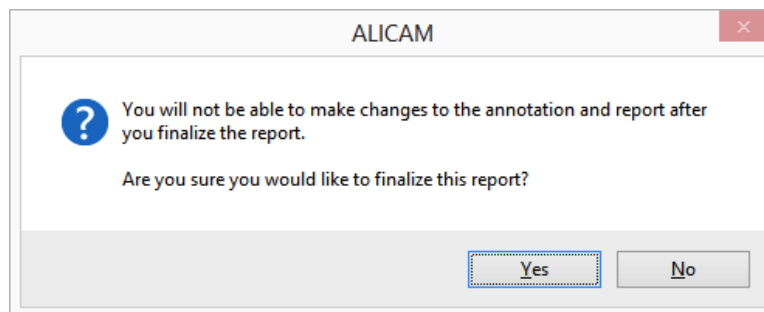 ALICAM
You will not be able to make changes to the annotation and report after
you finalize the report.
Are you sure you would like to finalize this report?
Yes
No